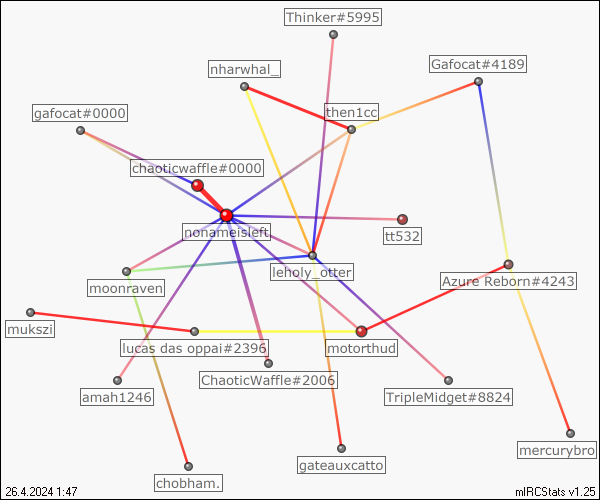 Thinker#5995
Gafocat#4189
nharwhal_
gafocat#0000
then1cc
chaoticwaffle#0000
nonameisleft
tt532
leholy_otter
Azure Reborn#4243
moonraven
mukszi
lucas das oppai#2396
motorthud
ChaoticWaffle#2006
amah1246
TripleMidget#8824
mercurybro
gateauxcatto
chobham.
26.4.2024 1:47
mIRCStats v1.25